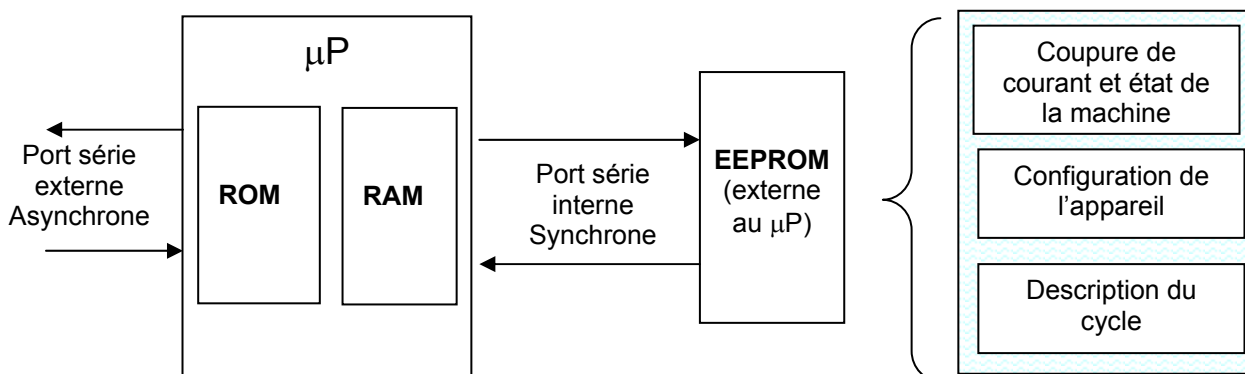 μP
Port série
externe
Asynchrone
ROM
RAM
Port série
interne
Synchrone
EEPROM
(externe
au μP)
Coupure de
courant et état de
la machine
Configuration de
l'appareil
Description du
cycle